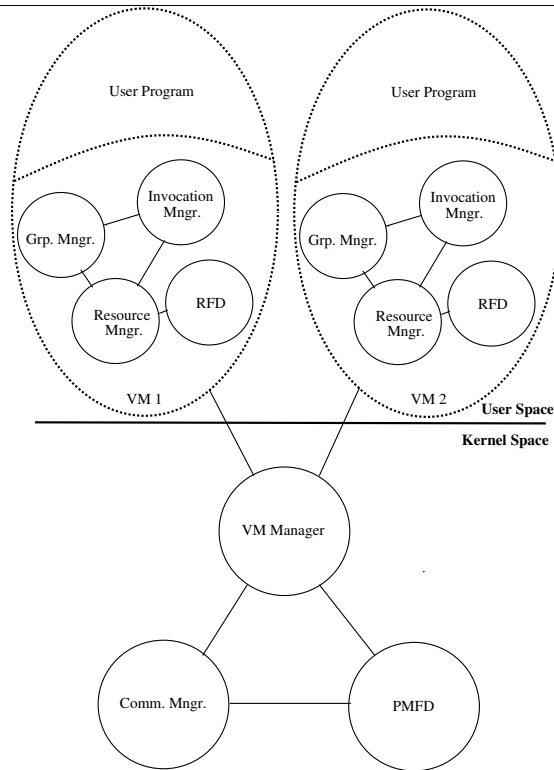 User Program
User Program
Invocation
Mngr.
Grp. Mngr.
Resource
Mngr.
RFD
Invocation
Mngr.
Grp. Mngr.
Resource
Mngr.
RFD
VM 1
VM 2
User Space
Kernel Space
VM Manager
Comm. Mngr.
PMFD